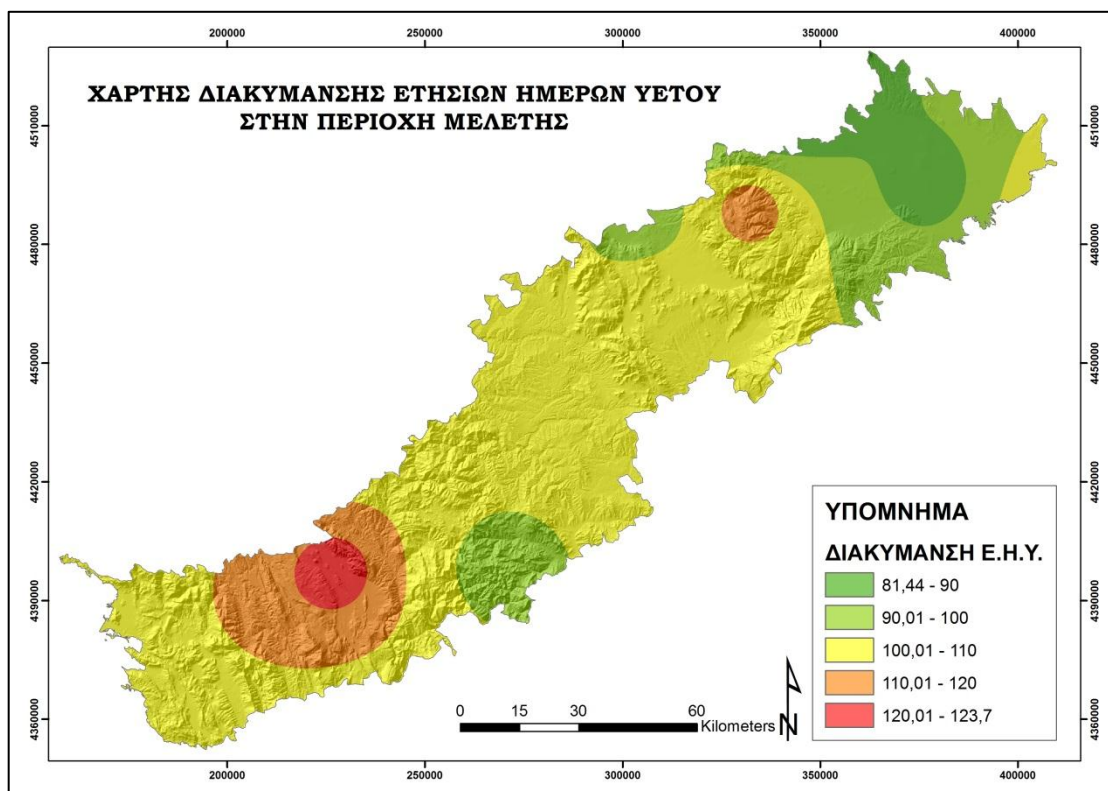 200000 250000 300000 350000 400000
ΧΑΡΤΗΣ ΔΙΑΚΥΜΑΝΣΗΣ ΕΤΗΣΙΩΝ ΗΜΕΡΩΝ ΥΕΤΟΥ
ΣΤΗΝ ΠΕΡΙΟΧΗ ΜΕΛΕΤΗΣ
4510000 4510000
4480000 4480000
4450000 4450000
4420000 4420000
4390000 4390000
4360000 4360000
ΥΠΟΜΝΗΜΑ
ΔΙΑΚΥΜΑΝΣΗ Ε.Η.Υ.
81,44 - 90
90,01 - 100
100,01 - 110
110,01 - 120
120,01 - 123,7
0 15 30 60
Kilometers
N
200000 250000 300000 350000 400000